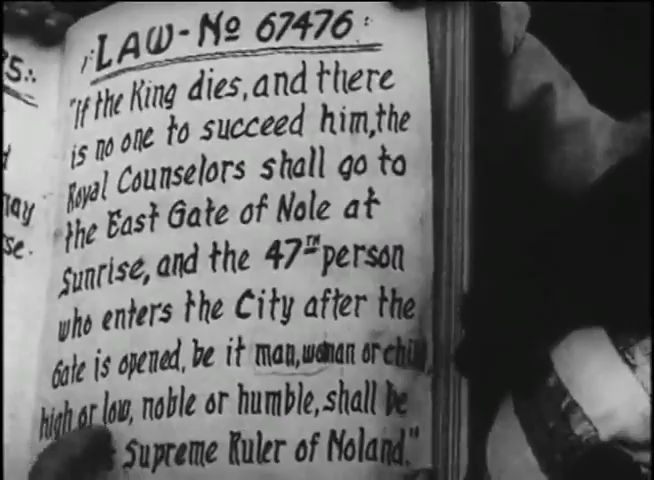 S.:
LAW - No 67476 :
"If the King dies, and there
is no one to succeed him, the
Royal Counselors shall go to
the East Gate of Nole at
Sunrise, and the 47TH person
who enters the City after the
Gate is opened, be it man, woman or child
high or low, noble or humble, shall be
Supreme Ruler of Noland."